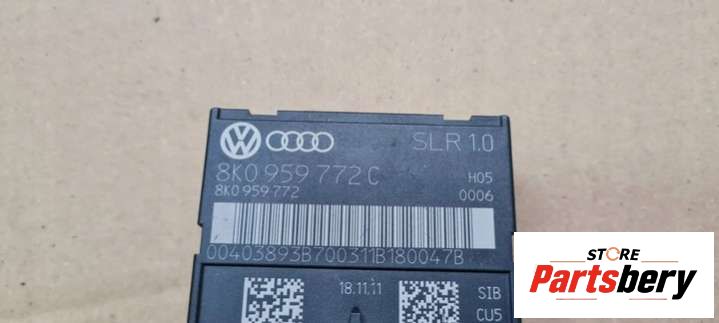 SLR 1.0
8K0 959 772 C
H05
8K0 959 772
0006
00403893B700311B180047B
18.11.11
SIB
CU5
STORE
Partsbery